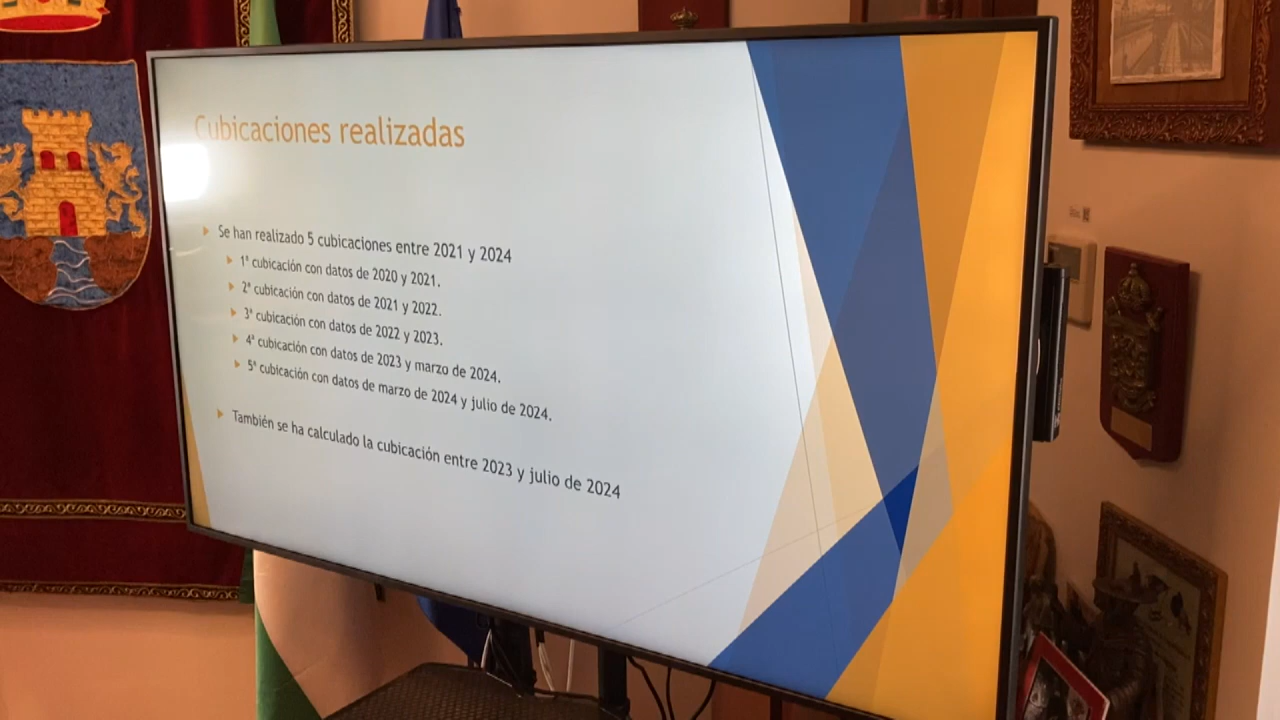 Cubicaciones realizadas
Se han realizado 5 cubicaciones entre 2021 y 2024
1ª cubicación con datos de 2020 y 2021.
2ª cubicación con datos de 2021 y 2022.
3ª cubicación con datos de 2022 y 2023.
4ª cubicación con datos de 2023 y marzo de 2024.
5ª cubicación con datos de marzo de 2024 y julio de 2024.
También se ha calculado la cubicación entre 2023 y julio de 2024